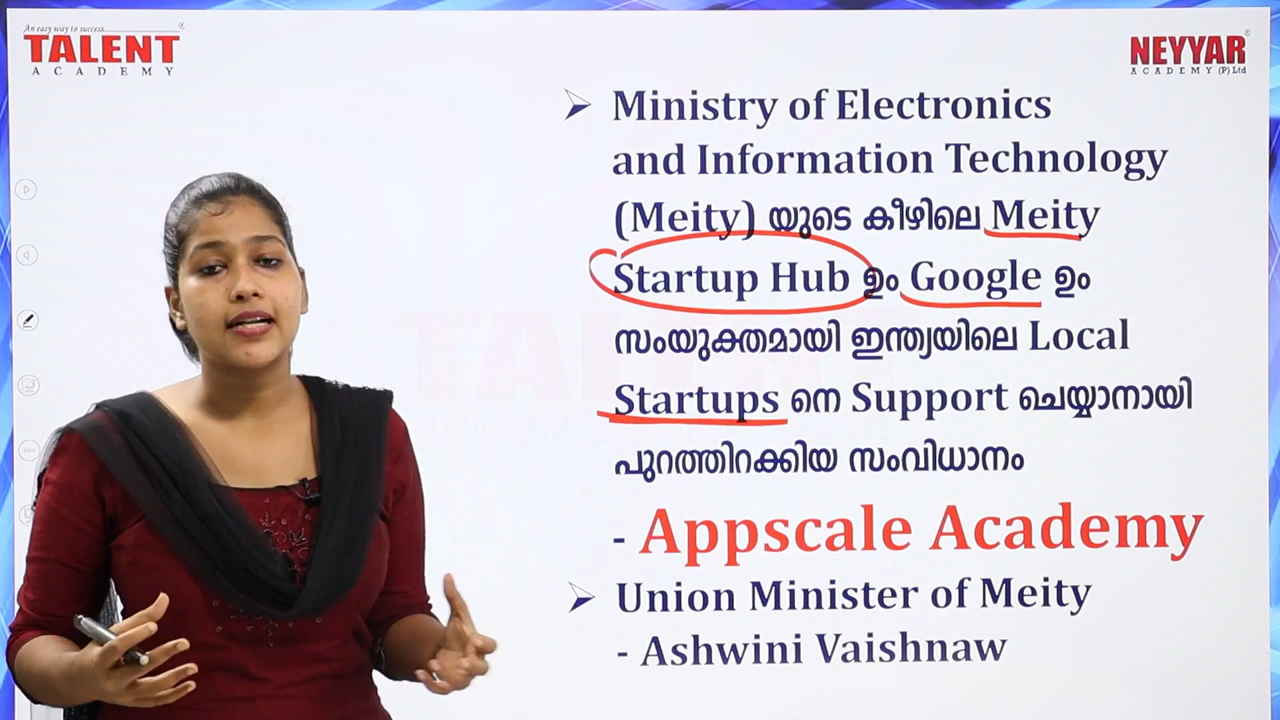 An easy way to success
TALENT
ACADEMY
NEYYAR
ACADEMY (P) Ltd
➢ Ministry of Electronics
and Information Technology
(Meity) യുടെ കീഴിലെ Meity
Startup Hub ഉം Google ഉം
സംയുക്തമായി ഇന്ത്യയിലെ Local
Startups നെ Support ചെയ്യാനായി
പുറത്തിറക്കിയ സംവിധാനം
- Appscale Academy
➢ Union Minister of Meity
- Ashwini Vaishnaw